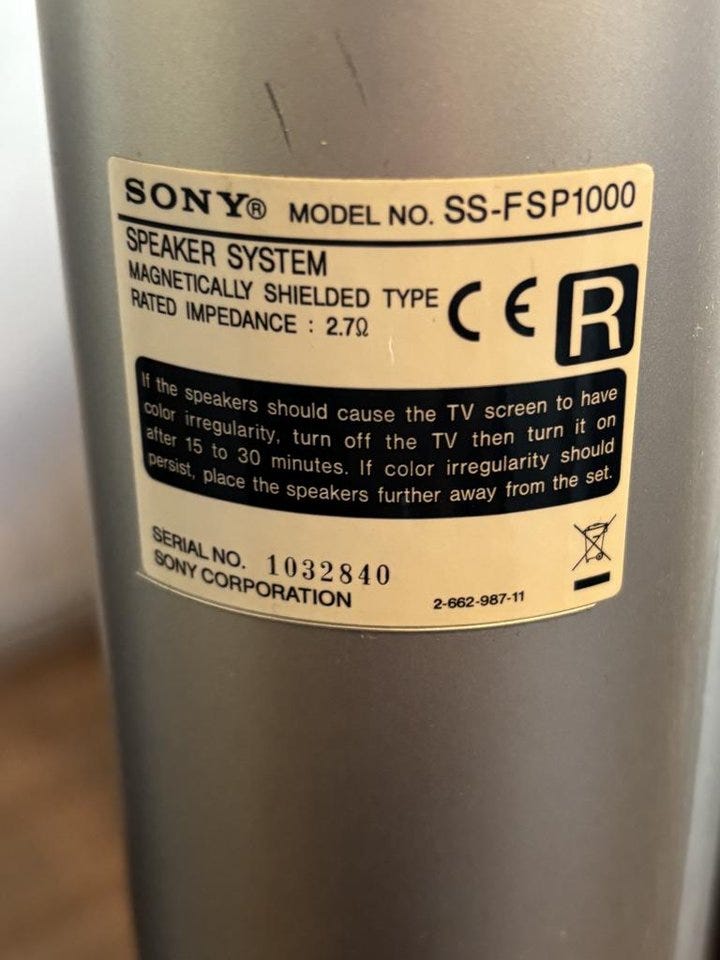 SONY® MODEL NO. SS-FSP1000
SPEAKER SYSTEM
MAGNETICALLY SHIELDED TYPE
RATED IMPEDANCE : 2.7Ω
CE R
If the speakers should cause the TV screen to have
color irregularity, turn off the TV then turn it on
after 15 to 30 minutes. If color irregularity should
persist, place the speakers further away from the set.
SERIAL NO. 1032840
SONY CORPORATION 2-662-987-11